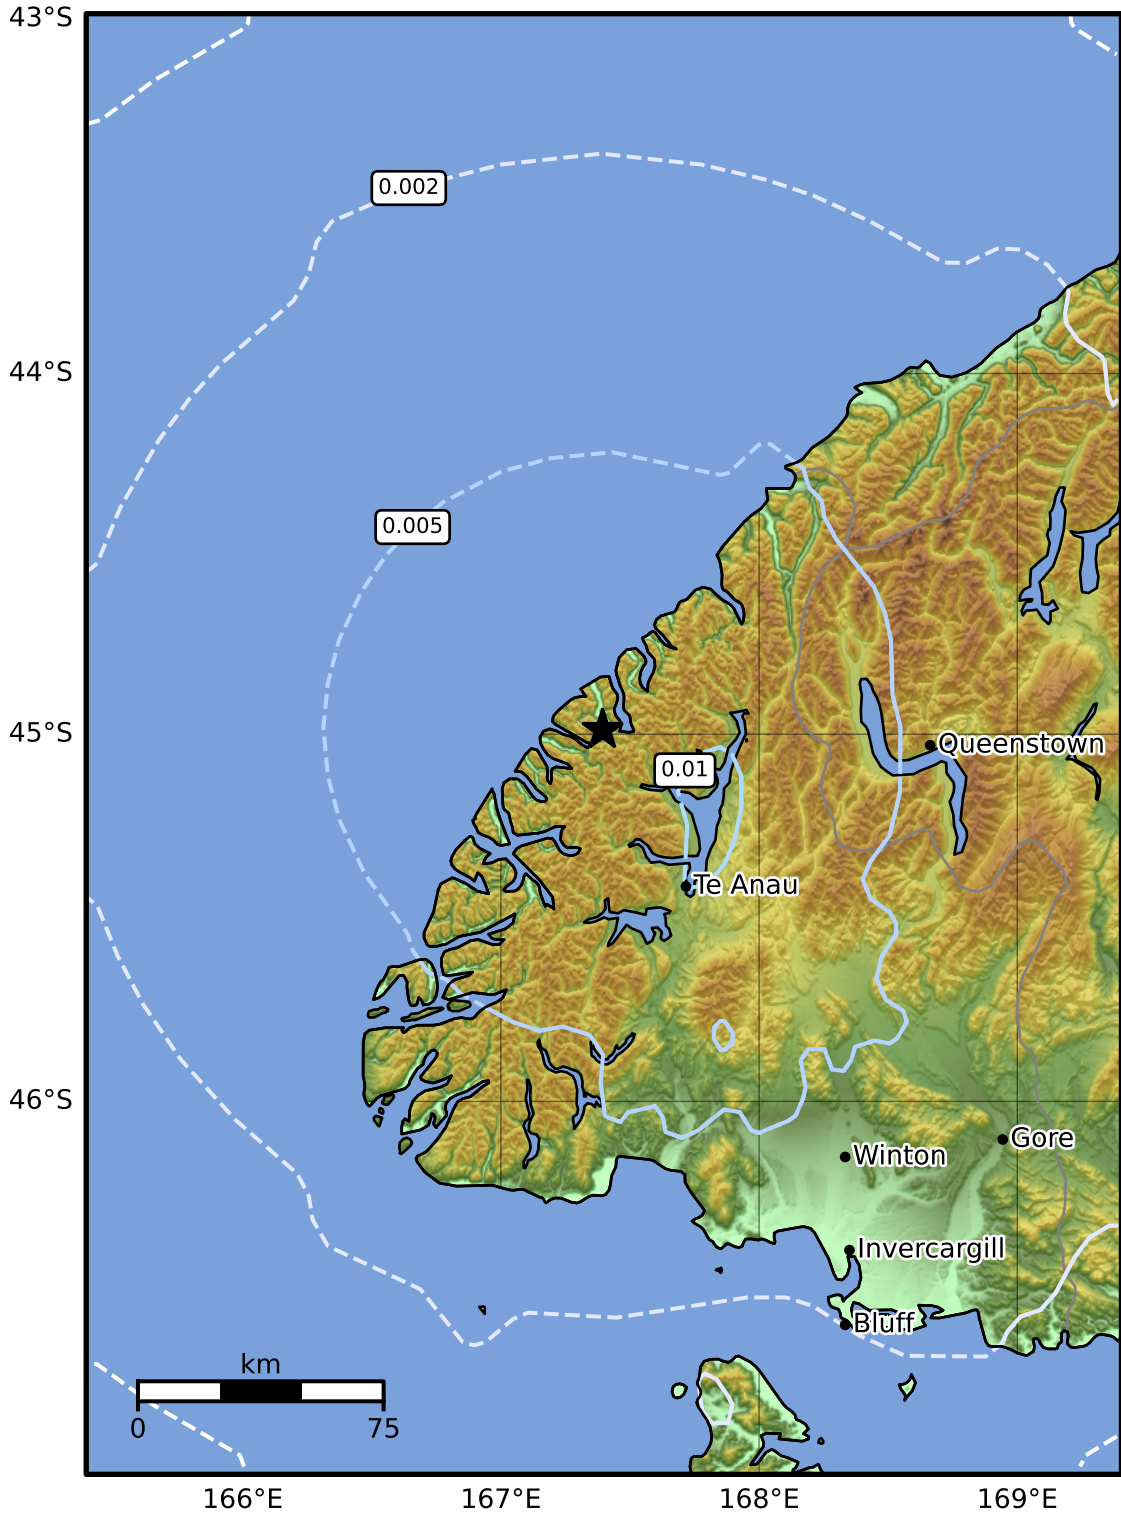 43°S
0.002
44°S
0.005
45°S
Queenstown
0.01
Te Anau
46°S
Gore
Winton
Invercargill
Bluff
km
0 75
166°E 167°E 168°E 169°E